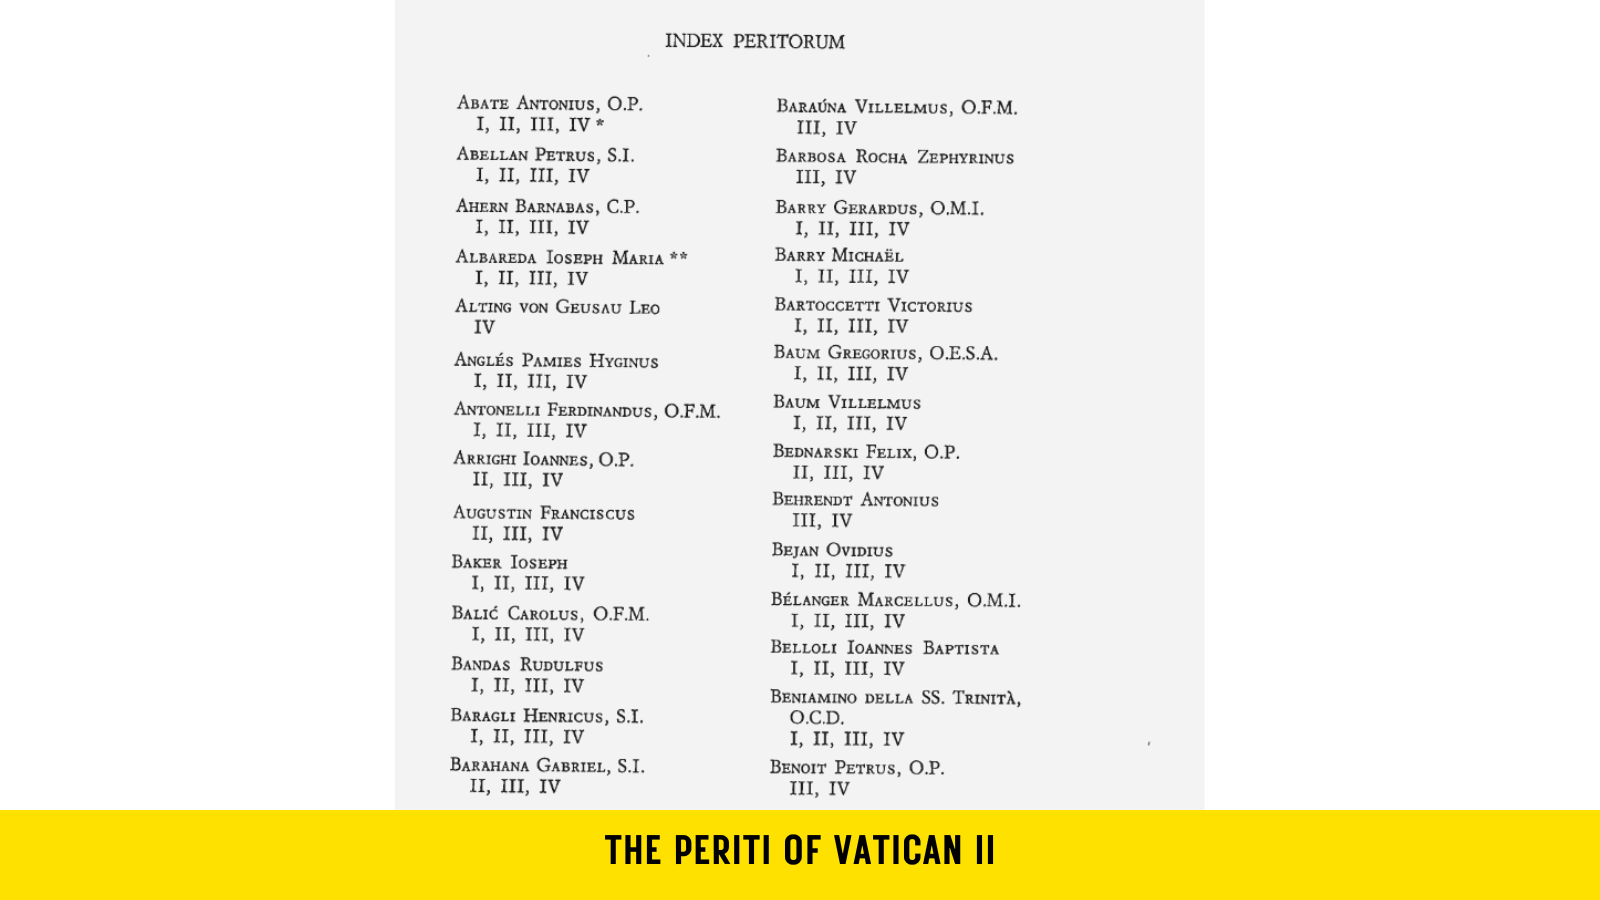 INDEX PERITORUM
ABATE ANTONIUS, O.P.
I, II, III, IV *
ABELLAN PETRUS, S.I.
I, II, III, IV
AHERN BARNABAS, C.P.
I, II, III, IV
ALBAREDA IOSEPH MARIA **
I, II, III, IV
ALTING VON GEUSAU LEO
IV
ANGLÉS PAMIES HYGINUS
I, II, III, IV
ANTONELLI FERDINANDUS, O.F.M.
I, II, III, IV
ARRIGHI IOANNES, O.P.
II, III, IV
AUGUSTIN FRANCISCUS
II, III, IV
BAKER IOSEPH
I, II, III, IV
BALIĆ CAROLUS, O.F.M.
I, II, III, IV
BANDAS RUDULFUS
I, II, III, IV
BARAGLI HENRICUS, S.I.
I, II, III, IV
BARAHANA GABRIEL, S.I.
II, III, IV
BARAÚNA VILLELMUS, O.F.M.
III, IV
BARBOSA ROCHA ZEPHYRINUS
III, IV
BARRY GERARDUS, O.M.I.
I, II, III, IV
BARRY MICHAËL
I, II, III, IV
BARTOCCETTI VICTORIUS
I, II, III, IV
BAUM GREGORIUS, O.E.S.A.
I, II, III, IV
BAUM VILLELMUS
I, II, III, IV
BEDNARSKI FELIX, O.P.
II, III, IV
BEHRENDT ANTONIUS
III, IV
BEJAN OVIDIUS
I, II, III, IV
BÉLANGER MARCELLUS, O.M.I.
I, II, III, IV
BELLOLI IOANNES BAPTISTA
I, II, III, IV
BENIAMINO DELLA SS. TRINITÀ,
O.C.D.
I, II, III, IV
BENOIT PETRUS, O.P.
III, IV
THE PERITI OF VATICAN II